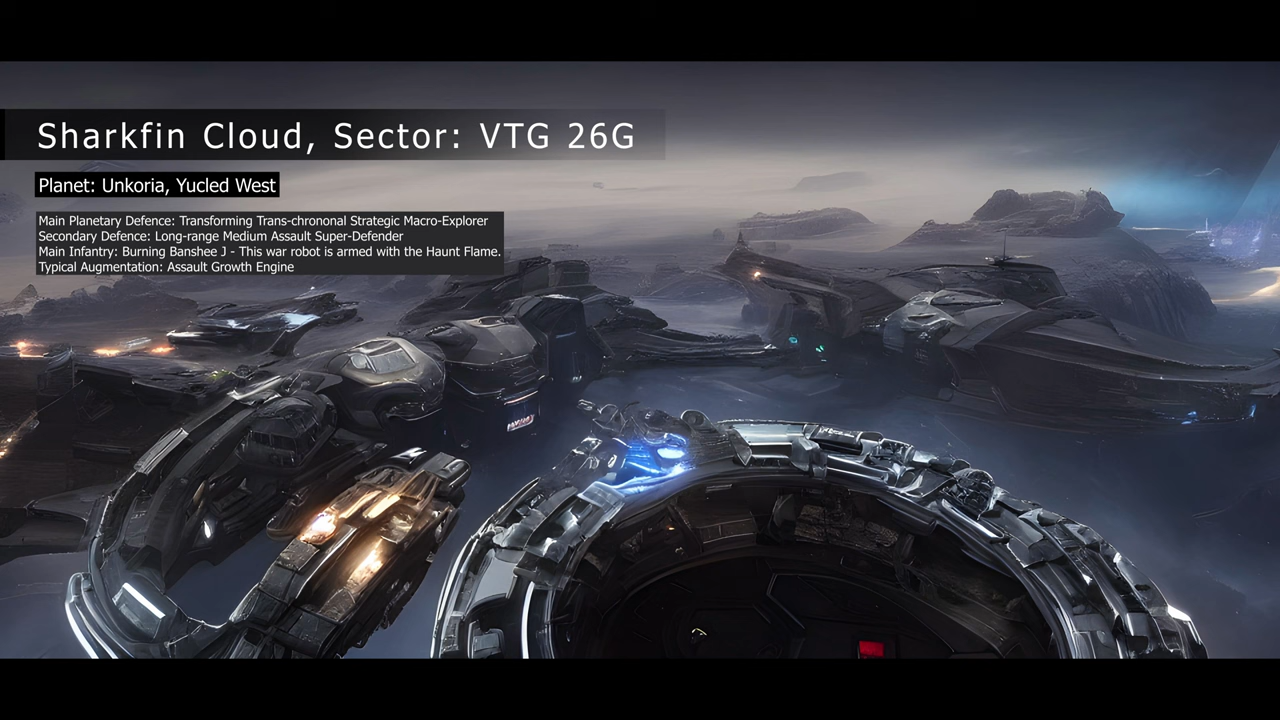 Sharkfin Cloud, Sector: VTG 26G
Planet: Unkoria, Yucled West
Main Planetary Defence: Transforming Trans-chrononal Strategic Macro-Explorer
Secondary Defence: Long-range Medium Assault Super-Defender
Main Infantry: Burning Banshee J - This war robot is armed with the Haunt Flame.
Typical Augmentation: Assault Growth Engine